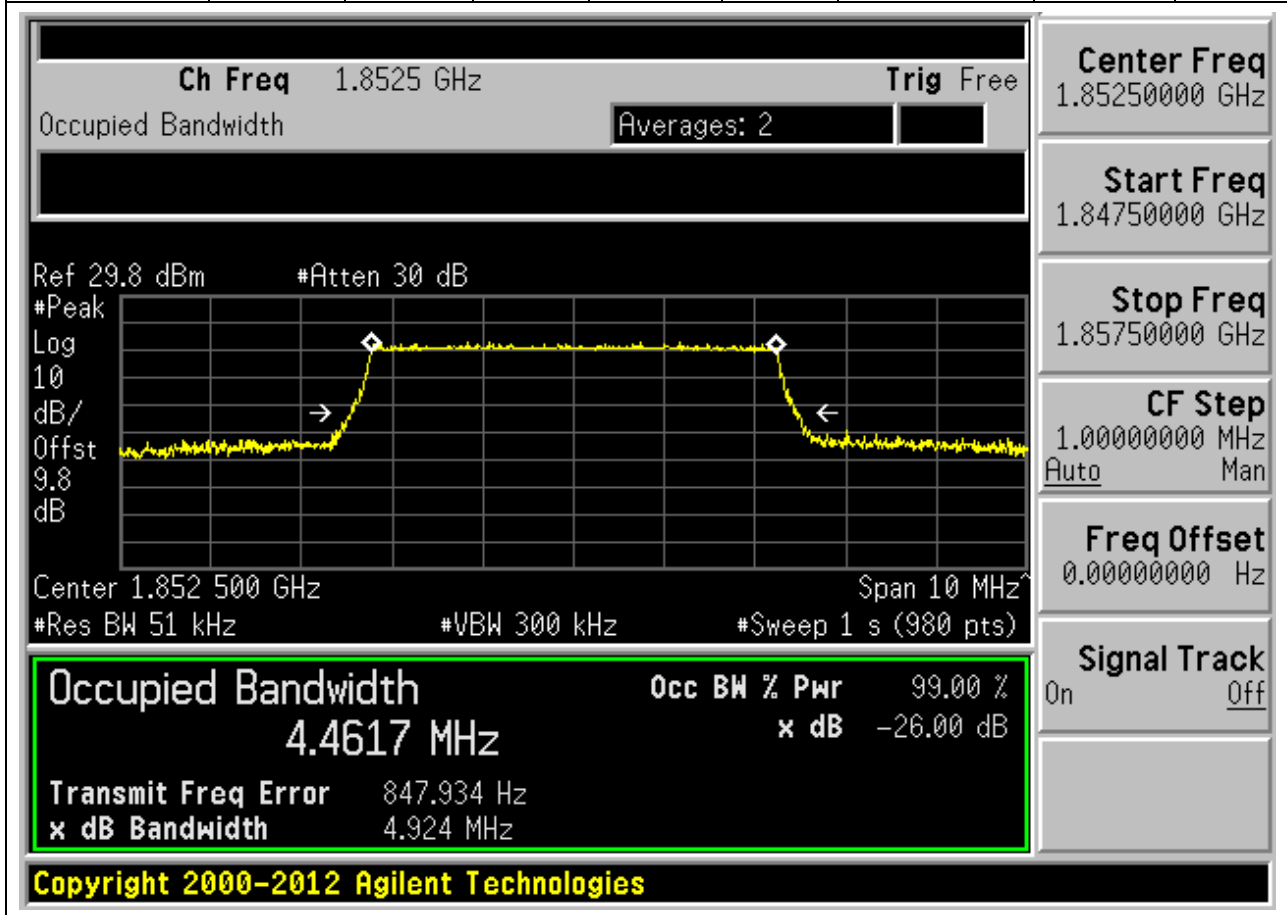 Ch Freq 1.8525 GHz Trig Free
Occupied Bandwidth Averages: 2
Ref 29.8 dBm #Atten 30 dB
#Peak
Log
10
dB/
Offst
9.8
dB
Center 1.852 500 GHz Span 10 MHz^
#Res BW 51 kHz #VBW 300 kHz #Sweep 1 s (980 pts)
Occupied Bandwidth Occ BW % Pwr 99.00 %
4.4617 MHz x dB -26.00 dB
Transmit Freq Error 847.934 Hz
x dB Bandwidth 4.924 MHz
Copyright 2000-2012 Agilent Technologies
Center Freq
1.85250000 GHz
Start Freq
1.84750000 GHz
Stop Freq
1.85750000 GHz
CF Step
1.00000000 MHz
Auto Man
Freq Offset
0.00000000 Hz
Signal Track
On Off